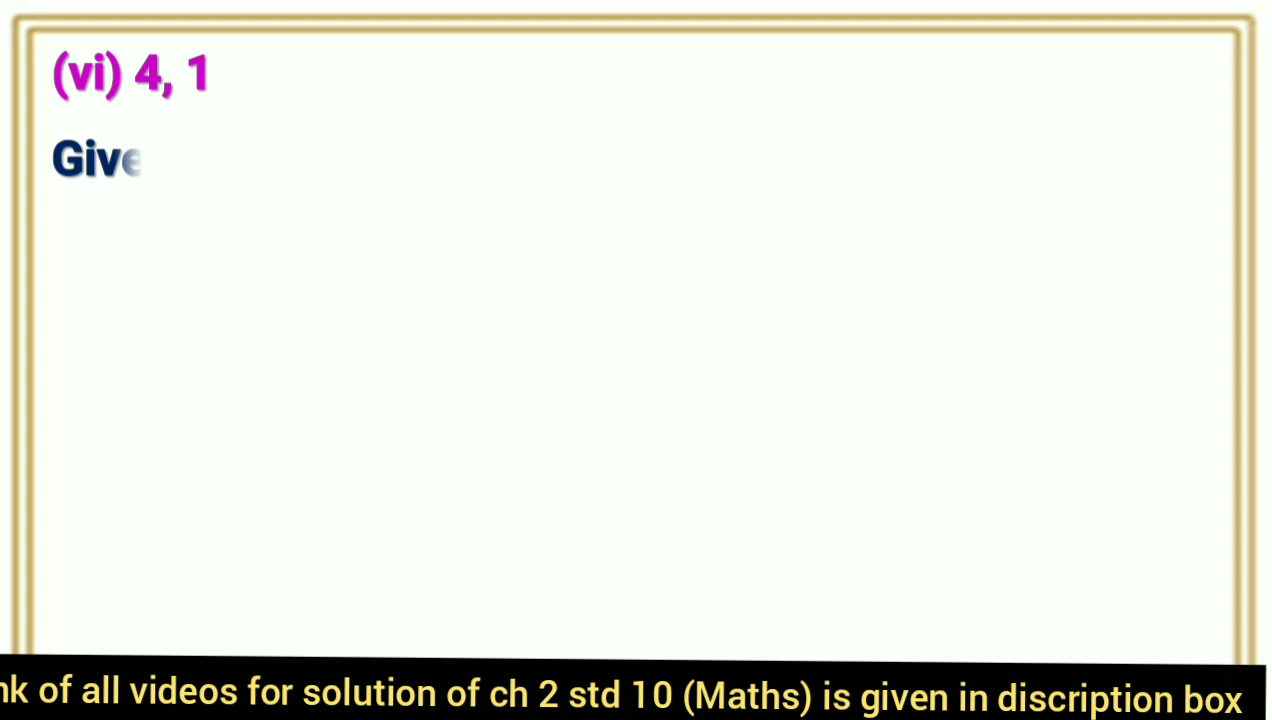 (vi) 4, 1
Give
of all videos for solution of ch 2 std 10 (Maths) is given in discription box